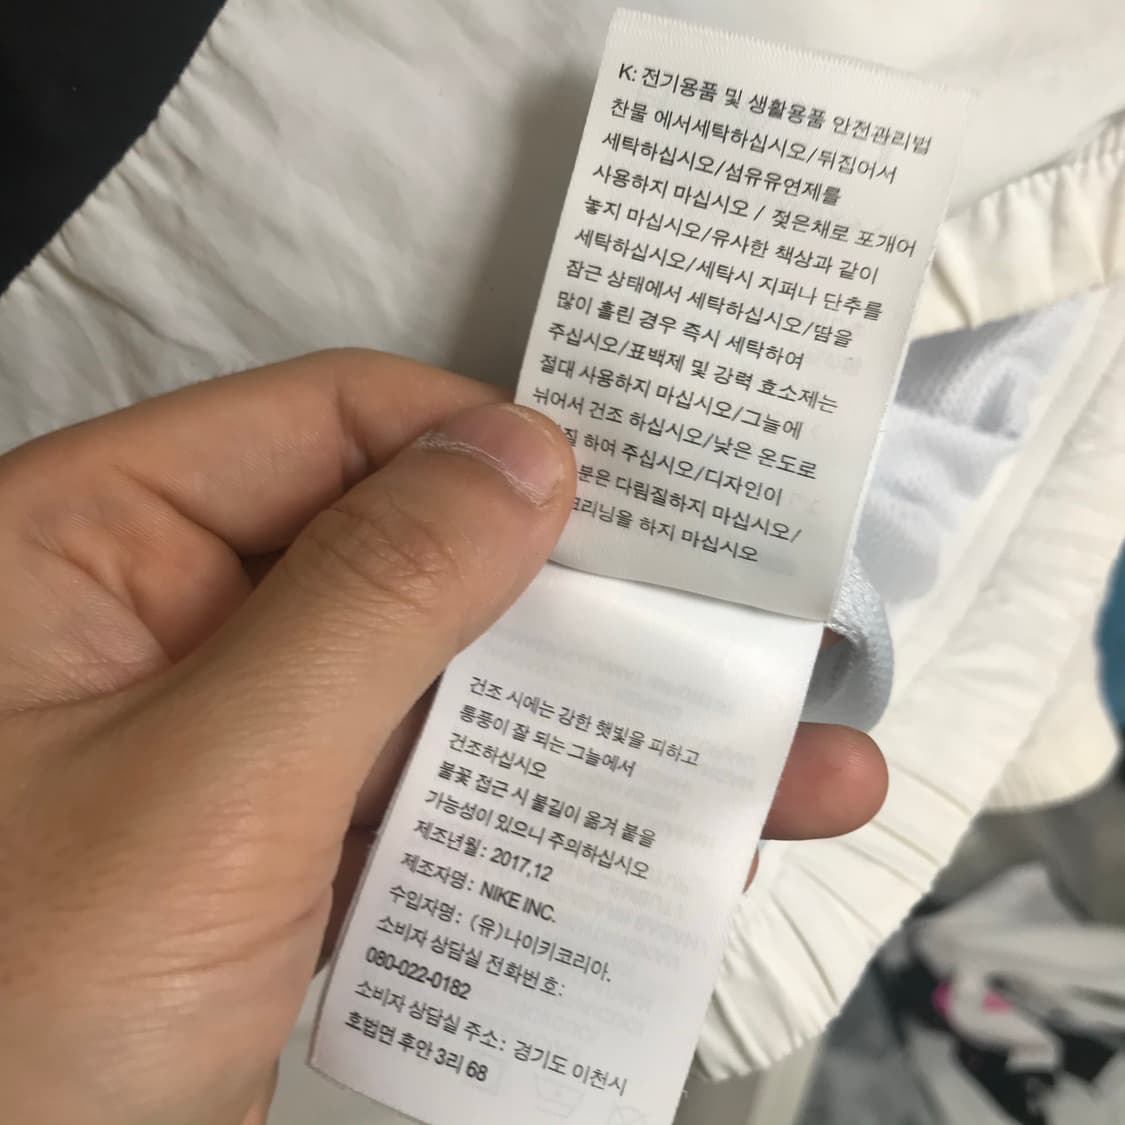 K: 전기용품 및 생활용품 안전관리법
찬물 에서세탁하십시오/뒤집어서
세탁하십시오/섬유유연제를
사용하지 마십시오 / 젖은채로 포개어
놓지 마십시오/유사한 책상과 같이
세탁하십시오/세탁시 지퍼나 단추를
잠근 상태에서 세탁하십시오/땀을
많이 흘린 경우 즉시 세탁하여
주십시오/표백제 및 강력 효소제는
절대 사용하지 마십시오/그늘에
뉘어서 건조 하십시오/낮은 온도로
하여 주십시오/디자인이
다림질하지 마십시오/
하지 마십시오
건조 시에는 강한 햇빛을 피하고
통풍이 잘 되는 그늘에서
건조하십시오
불꽃 접근 시 불길이 옮겨 붙을
가능성이 있으니 주의하십시오
제조년월: 2017.12
제조자명: NIKE INC.
수입자명: (유)나이키코리아.
소비자 상담실 전화번호:
080-022-0182
소비자 상담실 주소: 경기도 이천시
호법면 후안 3리 68